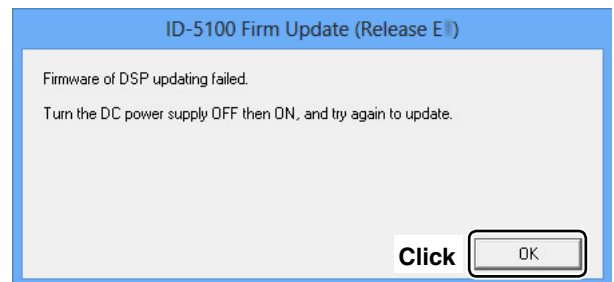 ID-5100 Firm Update (Release E )
Firmware of DSP updating failed.
Turn the DC power supply OFF then ON, and try again to update.
Click
OK